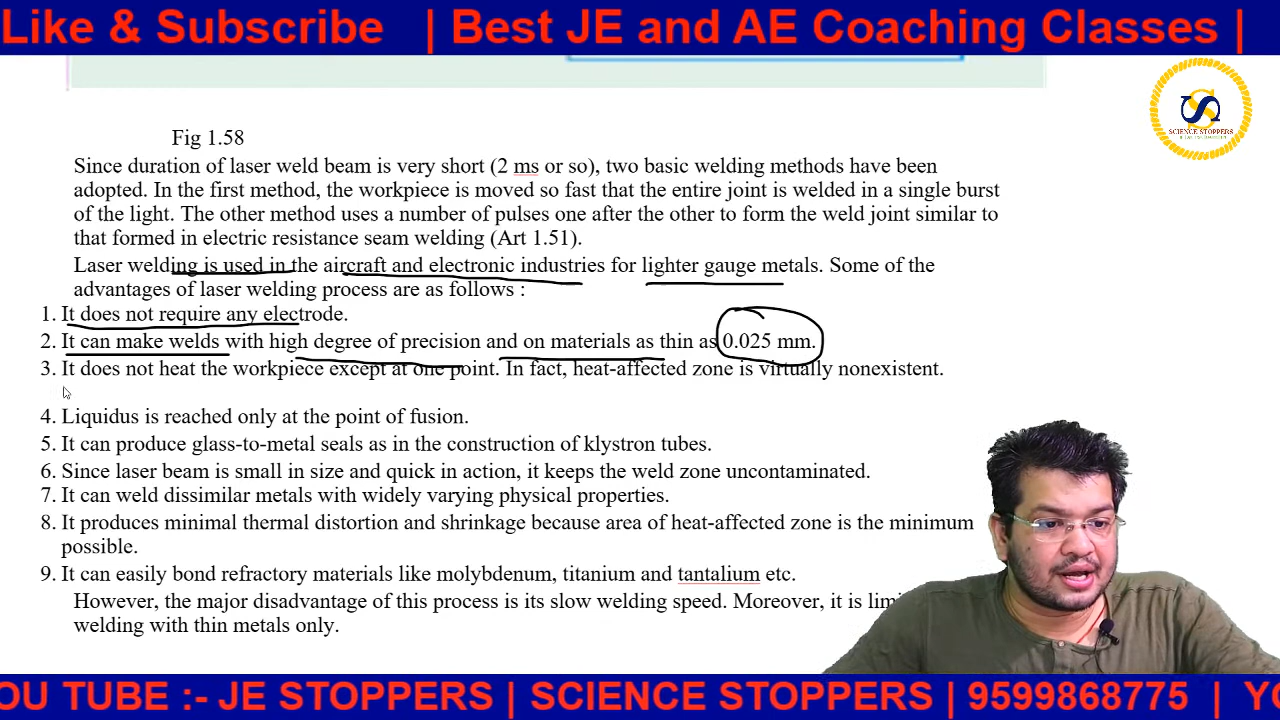 Like & Subscribe | Best JE and AE Coaching Classes |
SCIENCE STOPPERS
Fig 1.58
Since duration of laser weld beam is very short (2 ms or so), two basic welding methods have been
adopted. In the first method, the workpiece is moved so fast that the entire joint is welded in a single burst
of the light. The other method uses a number of pulses one after the other to form the weld joint similar to
that formed in electric resistance seam welding (Art 1.51).
Laser welding is used in the aircraft and electronic industries for lighter gauge metals. Some of the
advantages of laser welding process are as follows :
1. It does not require any electrode.
2. It can make welds with high degree of precision and on materials as thin as 0.025 mm.
3. It does not heat the workpiece except at one point. In fact, heat-affected zone is virtually nonexistent.
4. Liquidus is reached only at the point of fusion.
5. It can produce glass-to-metal seals as in the construction of klystron tubes.
6. Since laser beam is small in size and quick in action, it keeps the weld zone uncontaminated.
7. It can weld dissimilar metals with widely varying physical properties.
8. It produces minimal thermal distortion and shrinkage because area of heat-affected zone is the minimum
possible.
9. It can easily bond refractory materials like molybdenum, titanium and tantalium etc.
However, the major disadvantage of this process is its slow welding speed. Moreover, it is
welding with thin metals only.
OU TUBE :- JE STOPPERS | SCIENCE STOPPERS | 9599868775 | YO